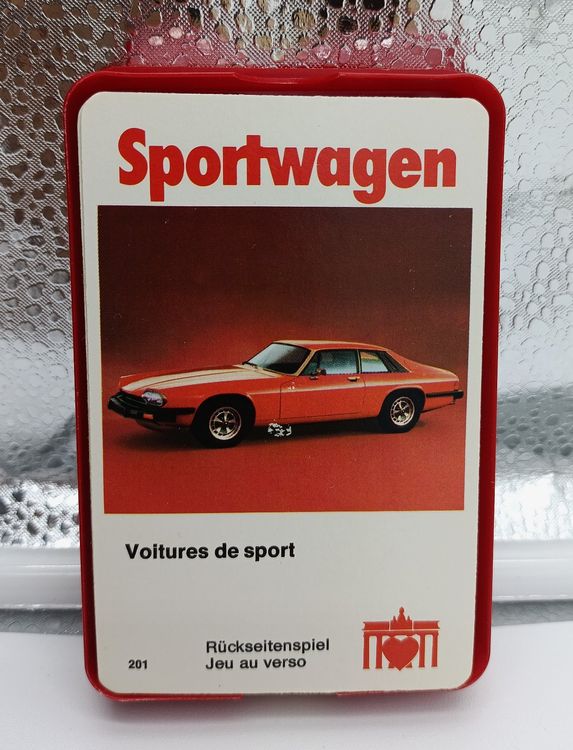 Sportwagen
Voitures de sport
Rückseitenspiel
201 Jeu au verso